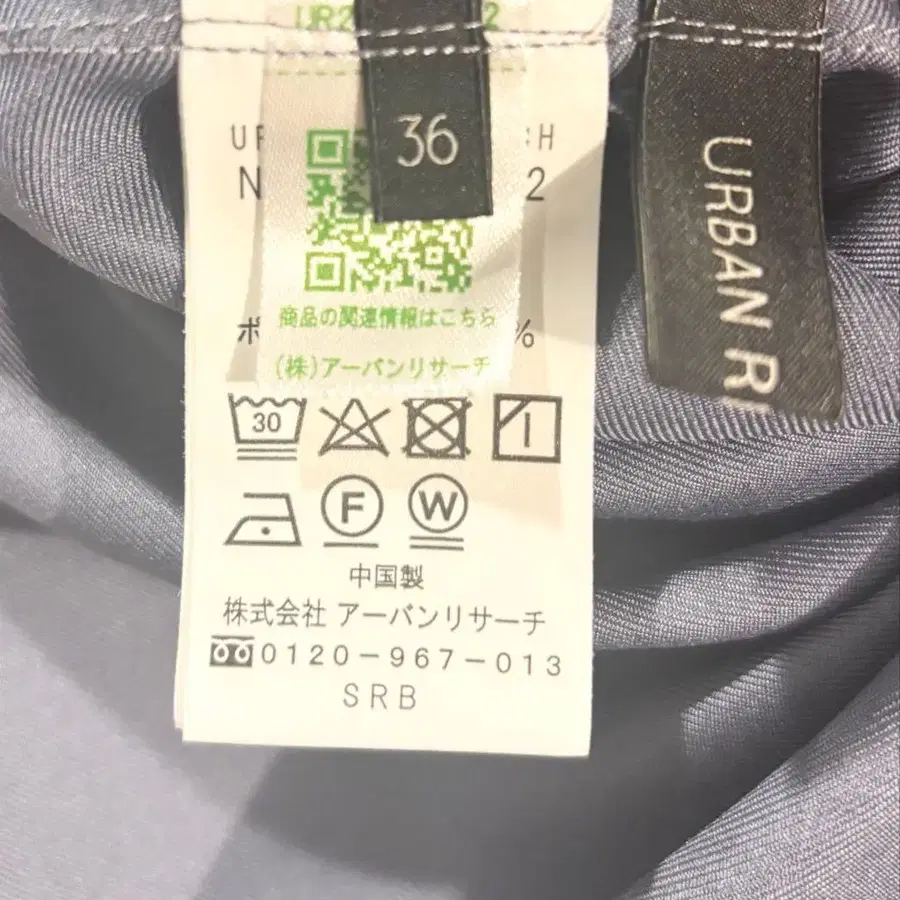 36
URBAN R
商品の関連情報はこちら
(株)アーバンリサーチ
30
F
W
中国製
株式会社 アーバンリサーチ
0120-967-013
SRB